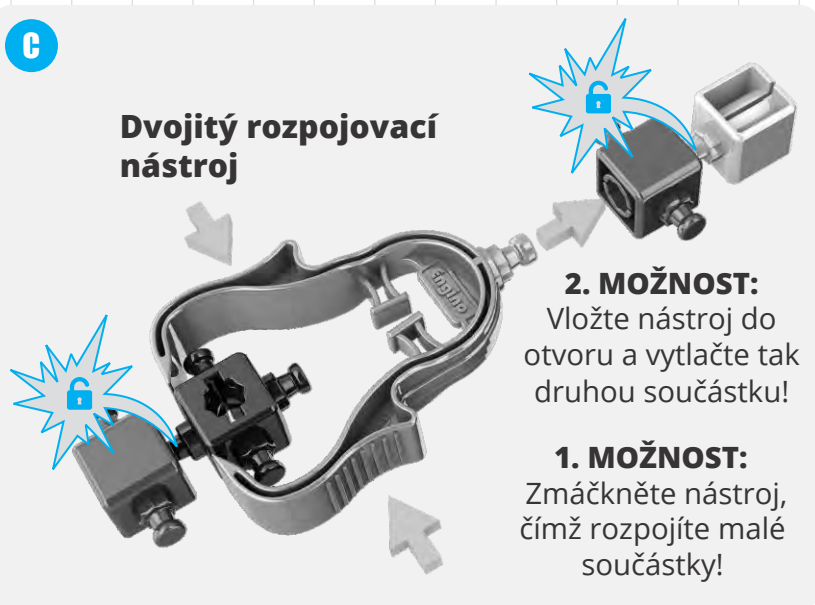 C
Dvojitý rozpojovací
nástroj
Engino
2. MOŽNOST:
Vložte nástroj do
otvoru a vytlačte tak
druhou součástku!
1. MOŽNOST:
Zmáčkněte nástroj,
čímž rozpojíte malé
součástky!